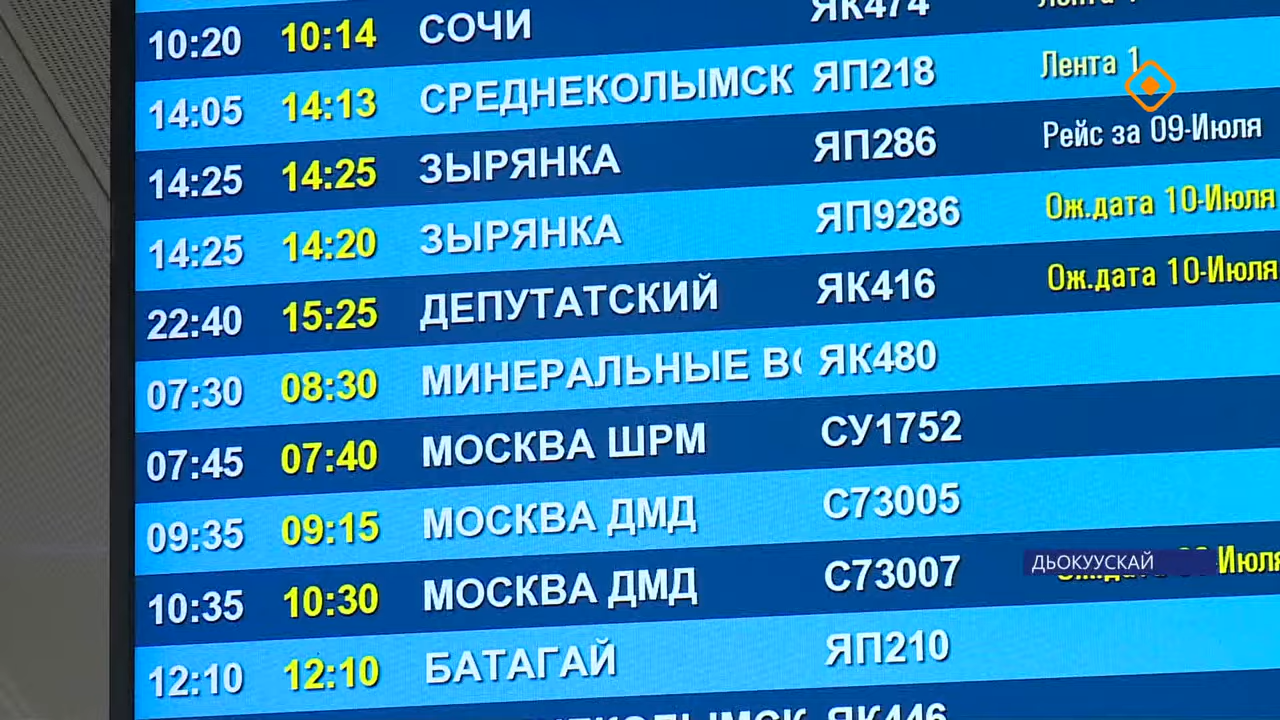 10:20 10:14 СОЧИ ЯК474
14:05 14:13 СРЕДНЕКОЛЫМСК ЯП218 Лента 1
14:25 14:25 ЗЫРЯНКА ЯП286 Рейс за 09-Июля
14:25 14:20 ЗЫРЯНКА ЯП9286 Ож.дата 10-Июля
22:40 15:25 ДЕПУТАТСКИЙ ЯК416 Ож.дата 10-Июля
07:30 08:30 МИНЕРАЛЬНЫЕ ЯК480
07:45 07:40 МОСКВА ШРМ СУ1752
09:35 09:15 МОСКВА ДМД С73005
ДЬОКУУСКАЙ
10:35 10:30 МОСКВА ДМД С73007 Июля
12:10 12:10 БАТАГАЙ ЯП210
ЯК446